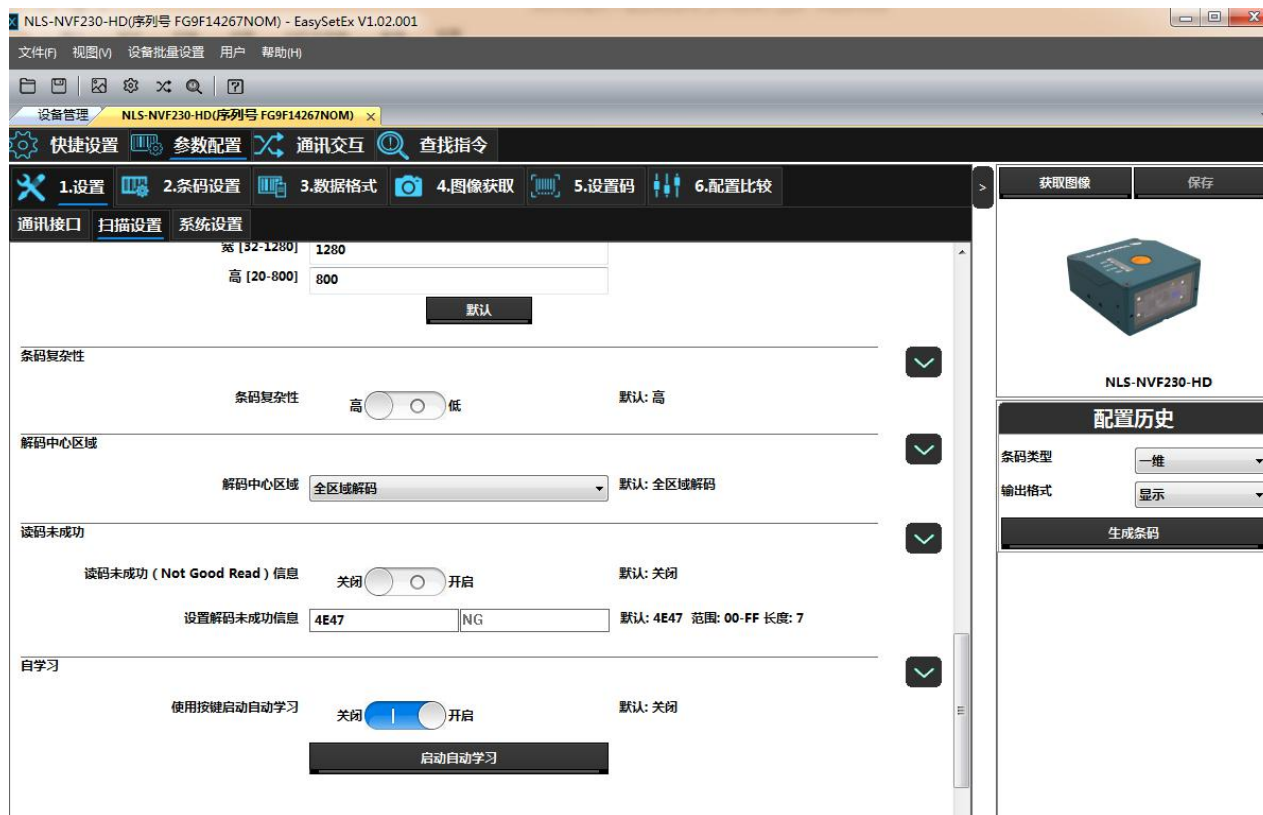 NLS-NVF230-HD(序列号 FG9F14267NOM) - EasySetEx V1.02.001
文件(F) 视图(V) 设备批量设置 用户 帮助(H)
设备管理 NLS-NVF230-HD(序列号 FG9F14267NOM) ×
快捷设置 参数配置 通讯交互 查找指令
1.设置 2.条码设置 3.数据格式 4.图像获取 5.设置码 6.配置比较 >
通讯接口 扫描设置 系统设置
宽 [32-1280] 1280
高 [20-800] 800
默认
条码复杂性
条码复杂性 高 低 默认: 高
解码中心区域
解码中心区域 全区域解码 默认: 全区域解码
读码未成功
读码未成功 ( Not Good Read ) 信息 关闭 开启 默认: 关闭
设置解码未成功信息 4E47 NG 默认: 4E47 范围: 00-FF 长度: 7
自学习
使用按键启动自动学习 关闭 开启 默认: 关闭
启动自动学习
获取图像 保存
NLS-NVF230-HD
配置历史
条码类型 一维
输出格式 显示
生成条码